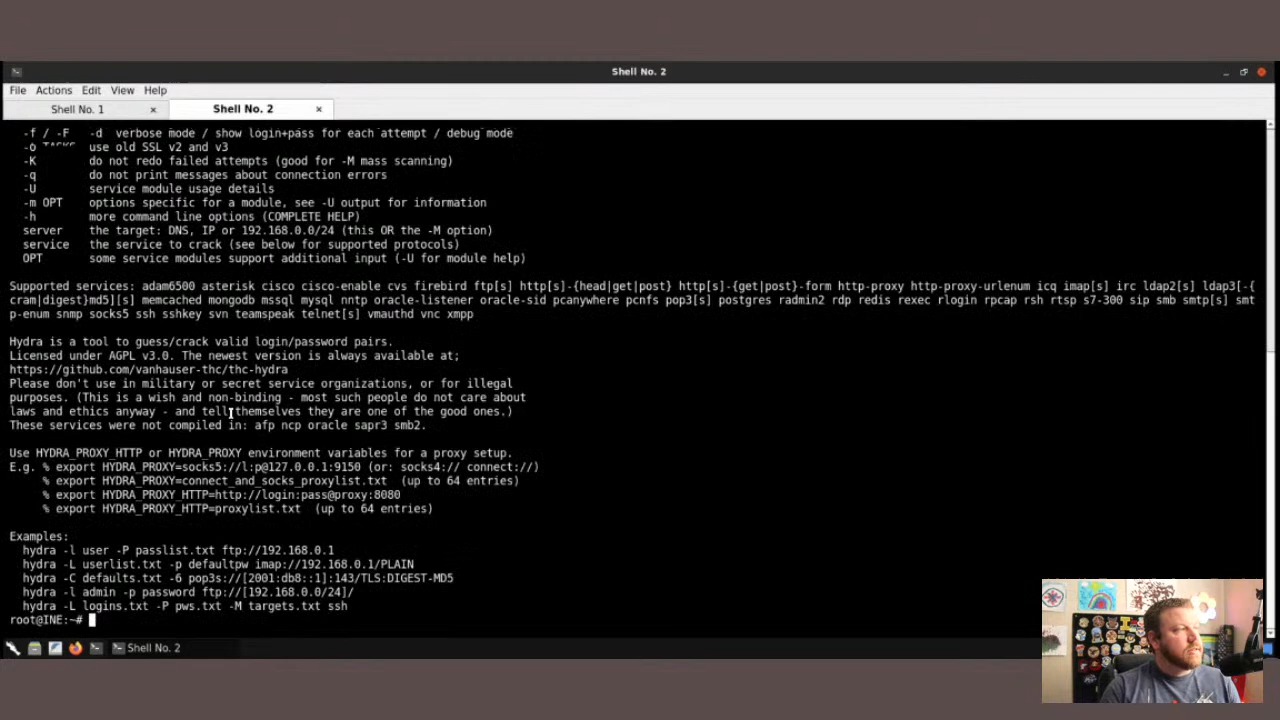 Shell No. 2
File Actions Edit View Help
Shell No. 1 × Shell No. 2 ×
-f / -F -d verbose mode / show login+pass for each attempt / debug mode
use old SSL v2 and v3
-K do not redo failed attempts (good for -M mass scanning)
-q do not print messages about connection errors
-U service module usage details
-m OPT options specific for a module, see -U output for information
-h more command line options (COMPLETE HELP)
server the target: DNS, IP or 192.168.0.0/24 (this OR the -M option)
service the service to crack (see below for supported protocols)
OPT some service modules support additional input (-U for module help)
Supported services: adam6500 asterisk cisco cisco-enable cvs firebird ftp[s] http[s]-{head|get|post} http[s]-{get|post}-form http-proxy http-proxy-urlenum icq imap[s] irc ldap2[s] ldap3[-{
cram|digest}md5][s] memcached mongodb mssql mysql nntp oracle-listener oracle-sid pcanywhere pcnfs pop3[s] postgres radmin2 rdp redis rexec rlogin rpcap rsh rtsp s7-300 sip smb smtp[s] smt
p-enum snmp socks5 ssh sshkey svn teamspeak telnet[s] vmauthd vnc xmpp
Hydra is a tool to guess/crack valid login/password pairs.
Licensed under AGPL v3.0. The newest version is always available at;
https://github.com/vanhauser-thc/thc-hydra
Please don't use in military or secret service organizations, or for illegal
purposes. (This is a wish and non-binding - most such people do not care about
laws and ethics anyway - and tell themselves they are one of the good ones.)
These services were not compiled in: afp ncp oracle sapr3 smb2.
Use HYDRA_PROXY_HTTP or HYDRA_PROXY environment variables for a proxy setup.
E.g. % export HYDRA_PROXY=socks5://l:p@127.0.0.1:9150 (or: socks4:// connect://)
% export HYDRA_PROXY=connect_and_socks_proxylist.txt (up to 64 entries)
% export HYDRA_PROXY_HTTP=http://login:pass@proxy:8080
% export HYDRA_PROXY_HTTP=proxylist.txt (up to 64 entries)
Examples:
hydra -l user -P passlist.txt ftp://192.168.0.1
hydra -L userlist.txt -p defaultpw imap://192.168.0.1/PLAIN
hydra -C defaults.txt -6 pop3s://[2001:db8::1]:143/TLS:DIGEST-MD5
hydra -l admin -p password ftp://[192.168.0.0/24]/
hydra -L logins.txt -P pws.txt -M targets.txt ssh
root@INE:~#
Shell No. 2